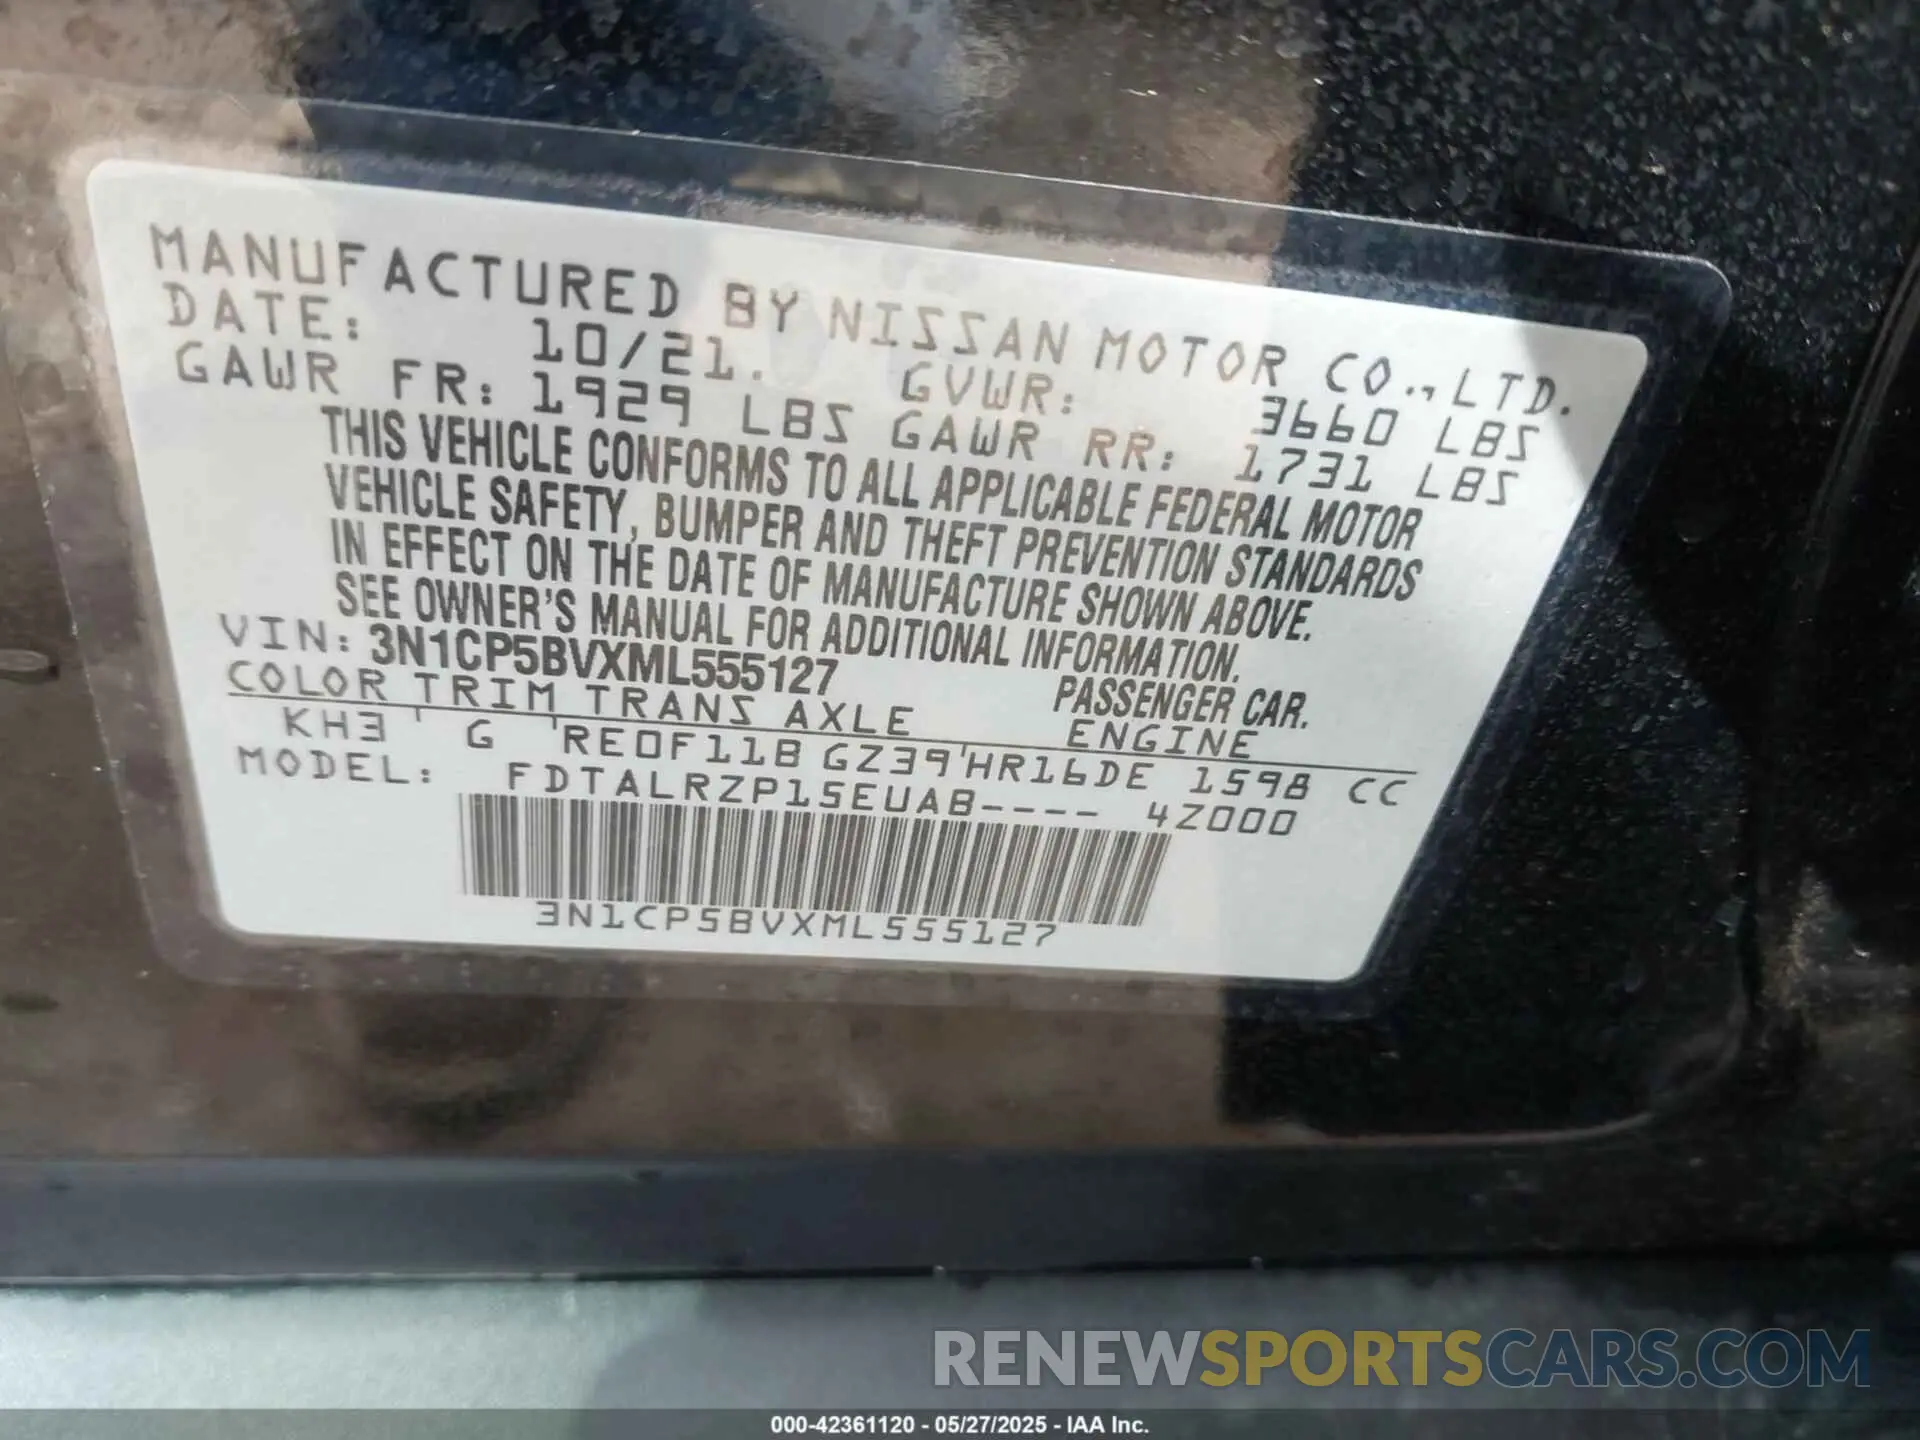 MANUFACTURED BY NISSAN MOTOR CO.,LTD.
DATE: 10/21. GVWR: 3660 LBS
GAWR FR: 1929 LBS GAWR RR: 1731 LBS
THIS VEHICLE CONFORMS TO ALL APPLICABLE FEDERAL MOTOR
VEHICLE SAFETY, BUMPER AND THEFT PREVENTION STANDARDS
IN EFFECT ON THE DATE OF MANUFACTURE SHOWN ABOVE.
SEE OWNER'S MANUAL FOR ADDITIONAL INFORMATION.
VIN: 3N1CP5BVXML555127 PASSENGER CAR.
COLOR TRIM TRANS AXLE ENGINE
KH3 ' G 'RE0F11B GZ39'HR16DE 1598 CC
MODEL: FDTALRZP15EUAB---- 4Z000
3N1CP5BVXML555127
RENEWSPORTSCARS.COM
000-42361120 - 05/27/2025 - IAA Inc.